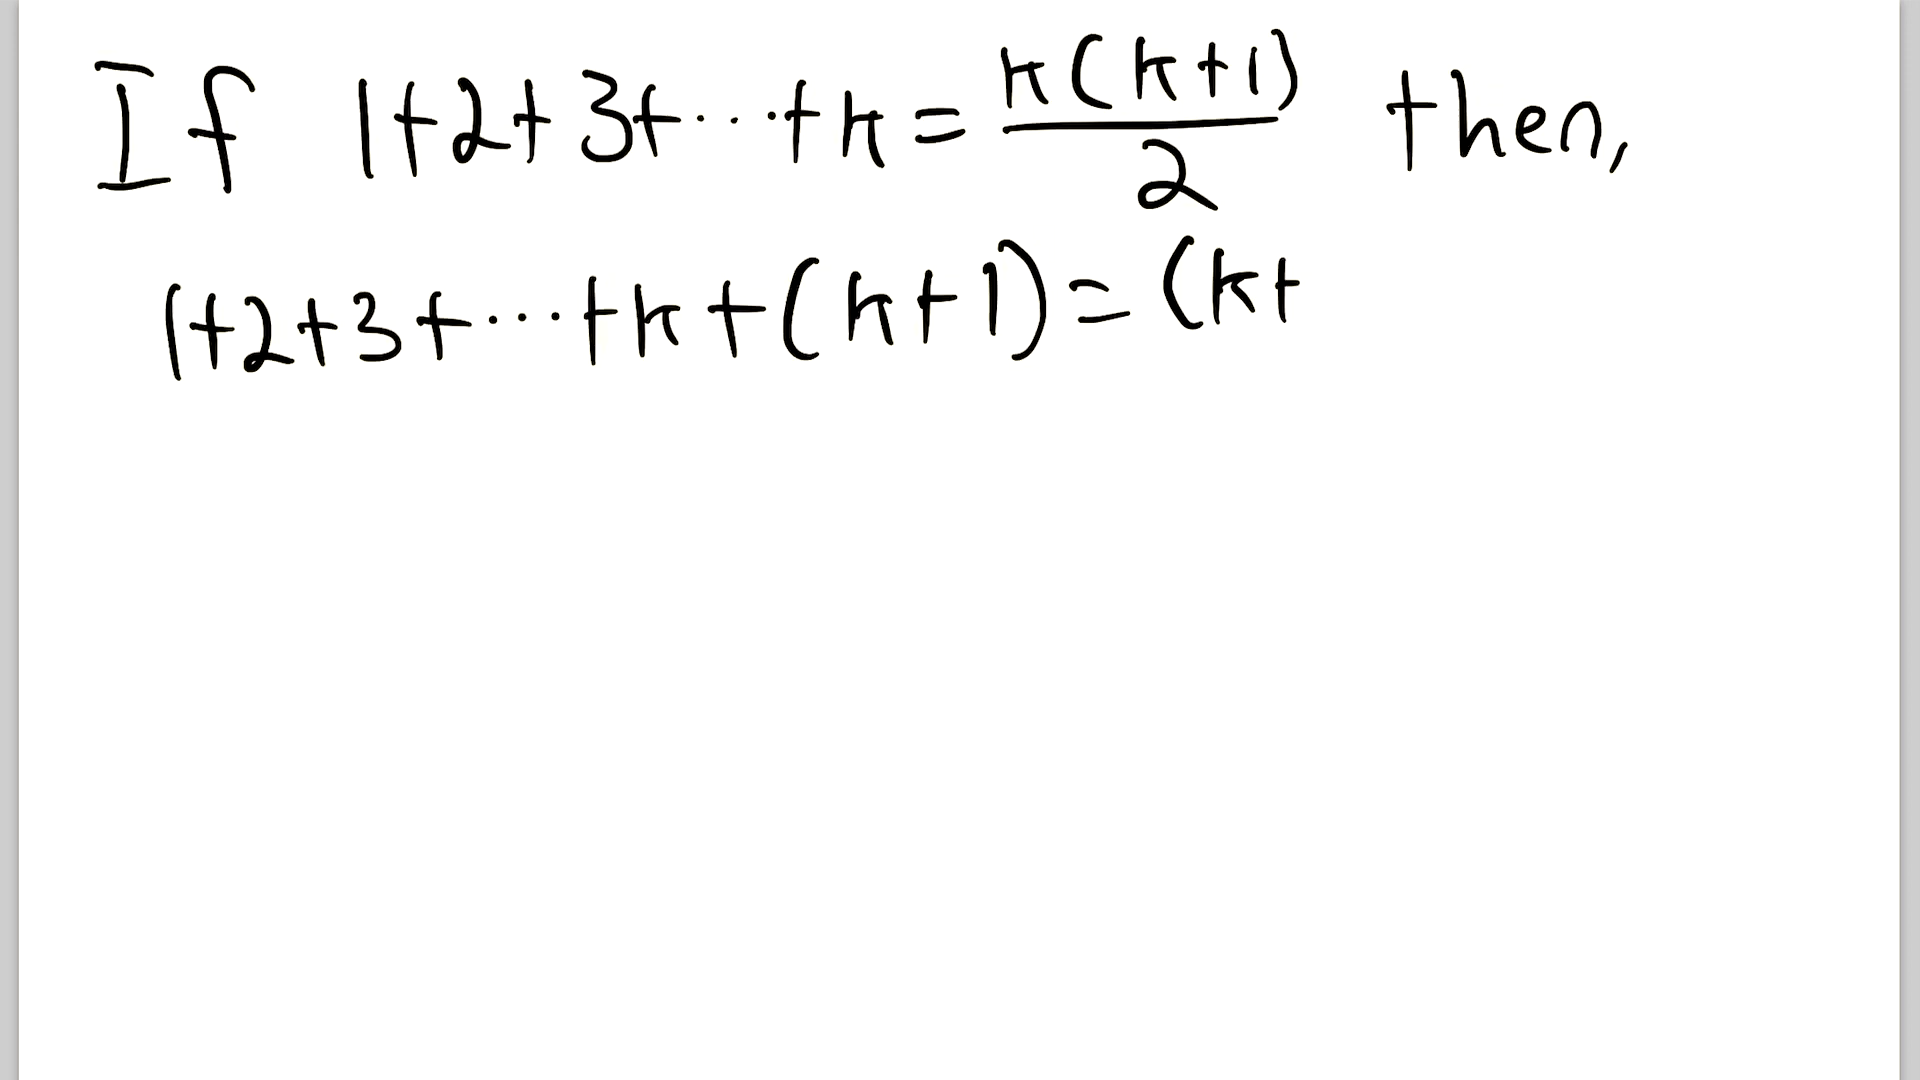 If 1+2+3+···+k = k(k+1)/2 then,
1+2+3+···+k+(k+1) = (k+